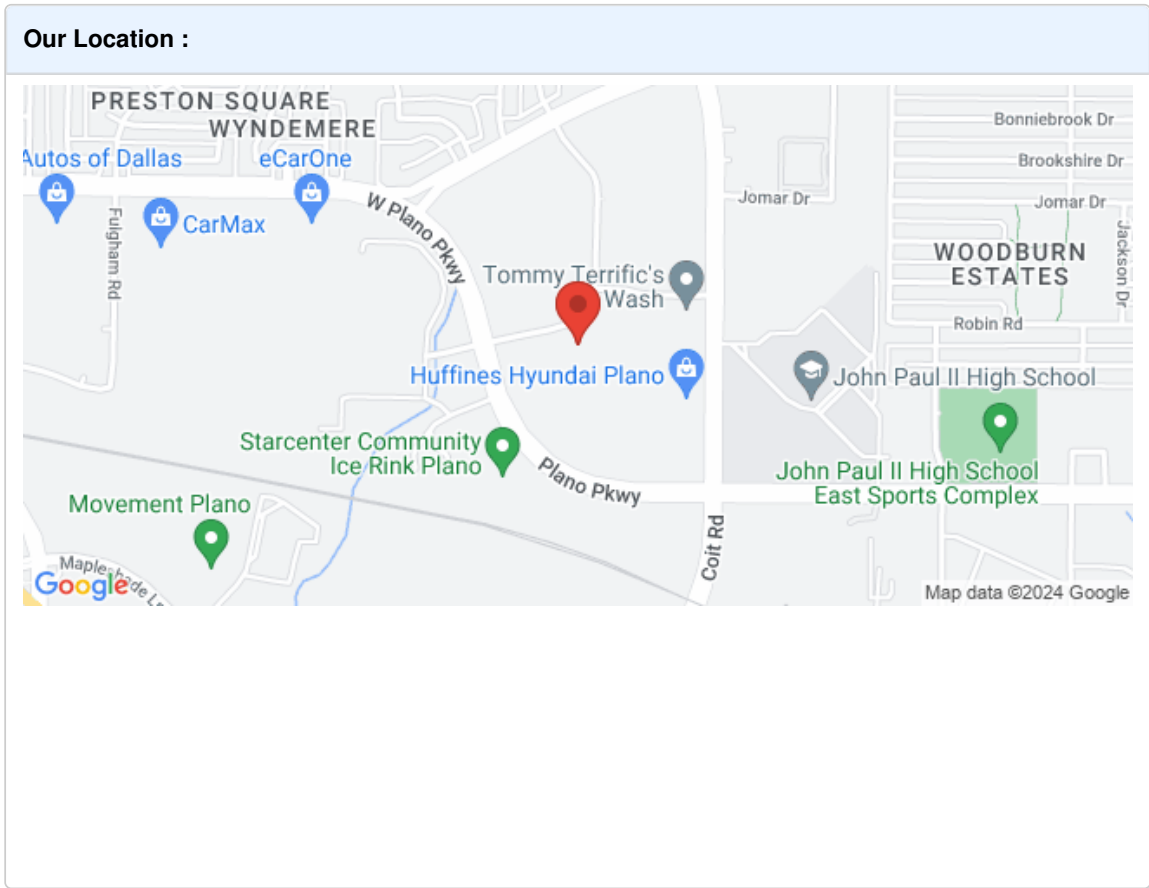 Our Location :
PRESTON SQUARE
WYNDEMERE
Bonniebrook Dr
Autos of Dallas
eCarOne
Brookshire Dr
CarMax
Fulgham Rd
W Plano Pkwy
Jomar Dr
Jomar Dr
Jackson Dr
WOODBURN
ESTATES
Tommy Terrific's
Wash
Robin Rd
Huffines Hyundai Plano
John Paul II High School
Starcenter Community
Ice Rink Plano
Plano Pkwy
John Paul II High School
East Sports Complex
Movement Plano
Coit Rd
Google
Map data ©2024 Google